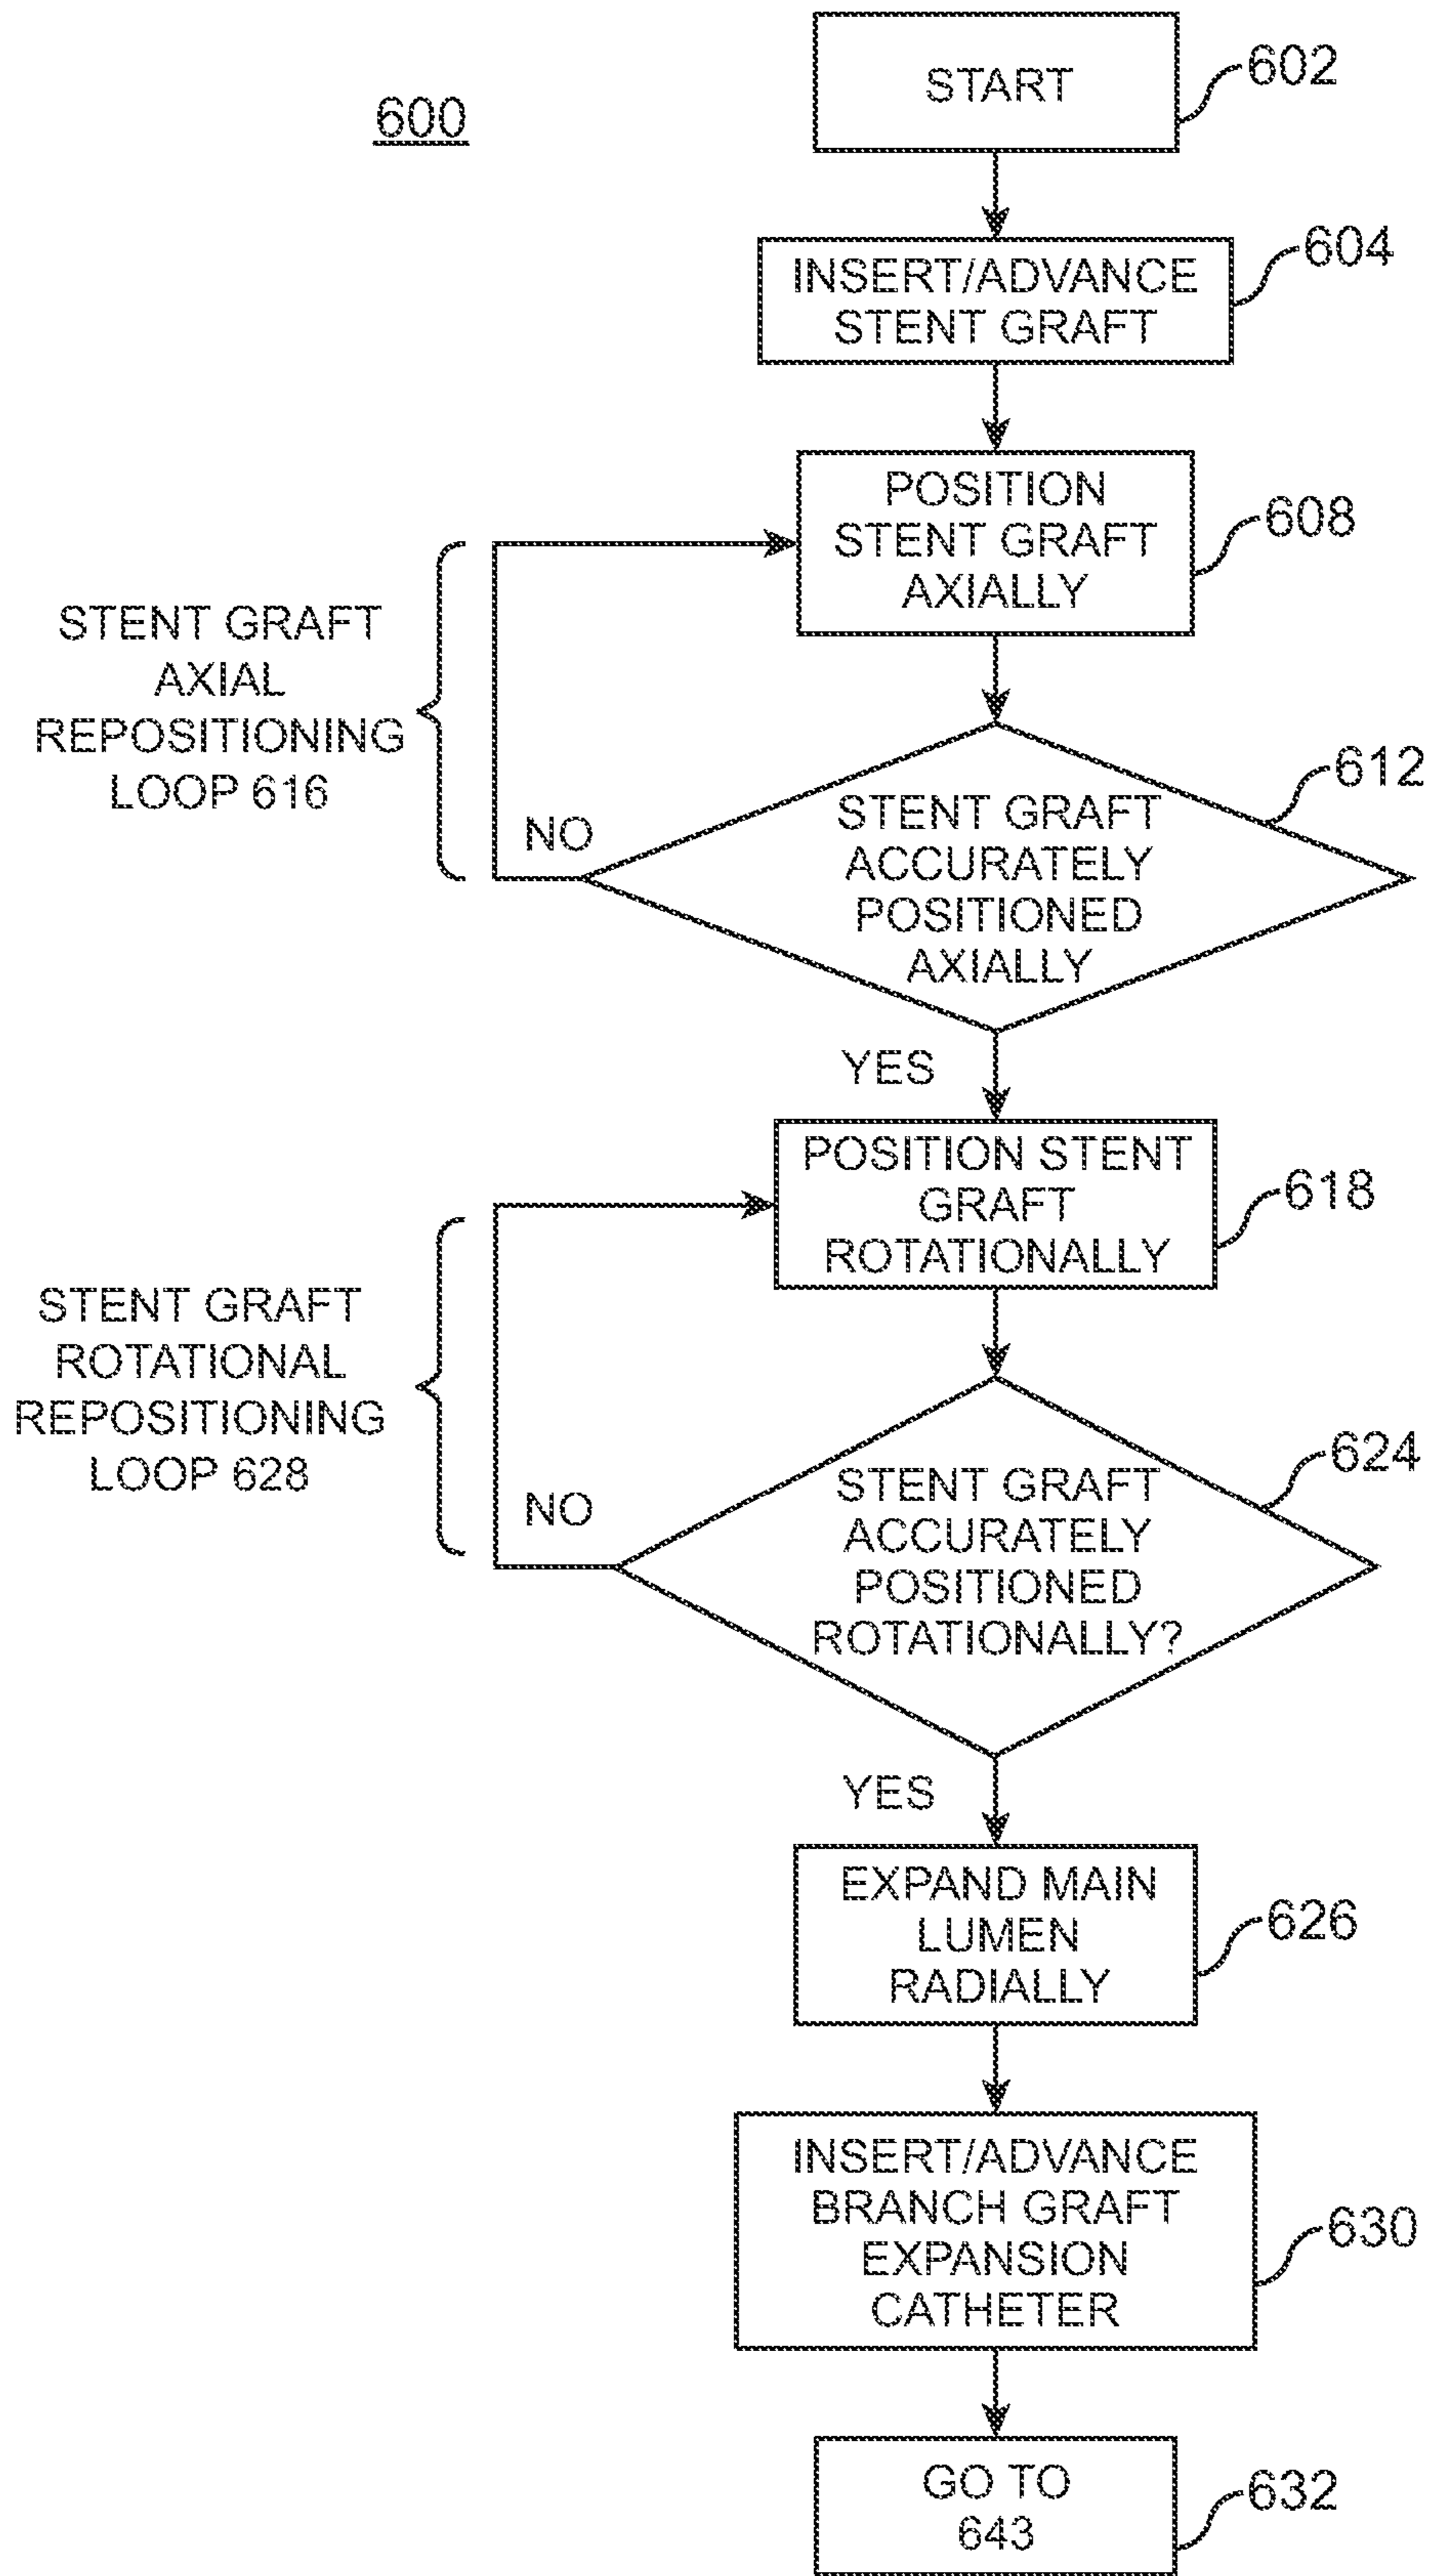 600
START
602
INSERT/ADVANCE
STENT GRAFT
604
POSITION
STENT GRAFT
AXIALLY
608
STENT GRAFT
AXIAL
REPOSITIONING
LOOP 616
NO
STENT GRAFT
ACCURATELY
POSITIONED
AXIALLY
612
YES
POSITION STENT
GRAFT
ROTATIONALLY
618
STENT GRAFT
ROTATIONAL
REPOSITIONING
LOOP 628
NO
STENT GRAFT
ACCURATELY
POSITIONED
ROTATIONALLY?
624
YES
EXPAND MAIN
LUMEN
RADIALLY
626
INSERT/ADVANCE
BRANCH GRAFT
EXPANSION
CATHETER
630
GO TO
643
632